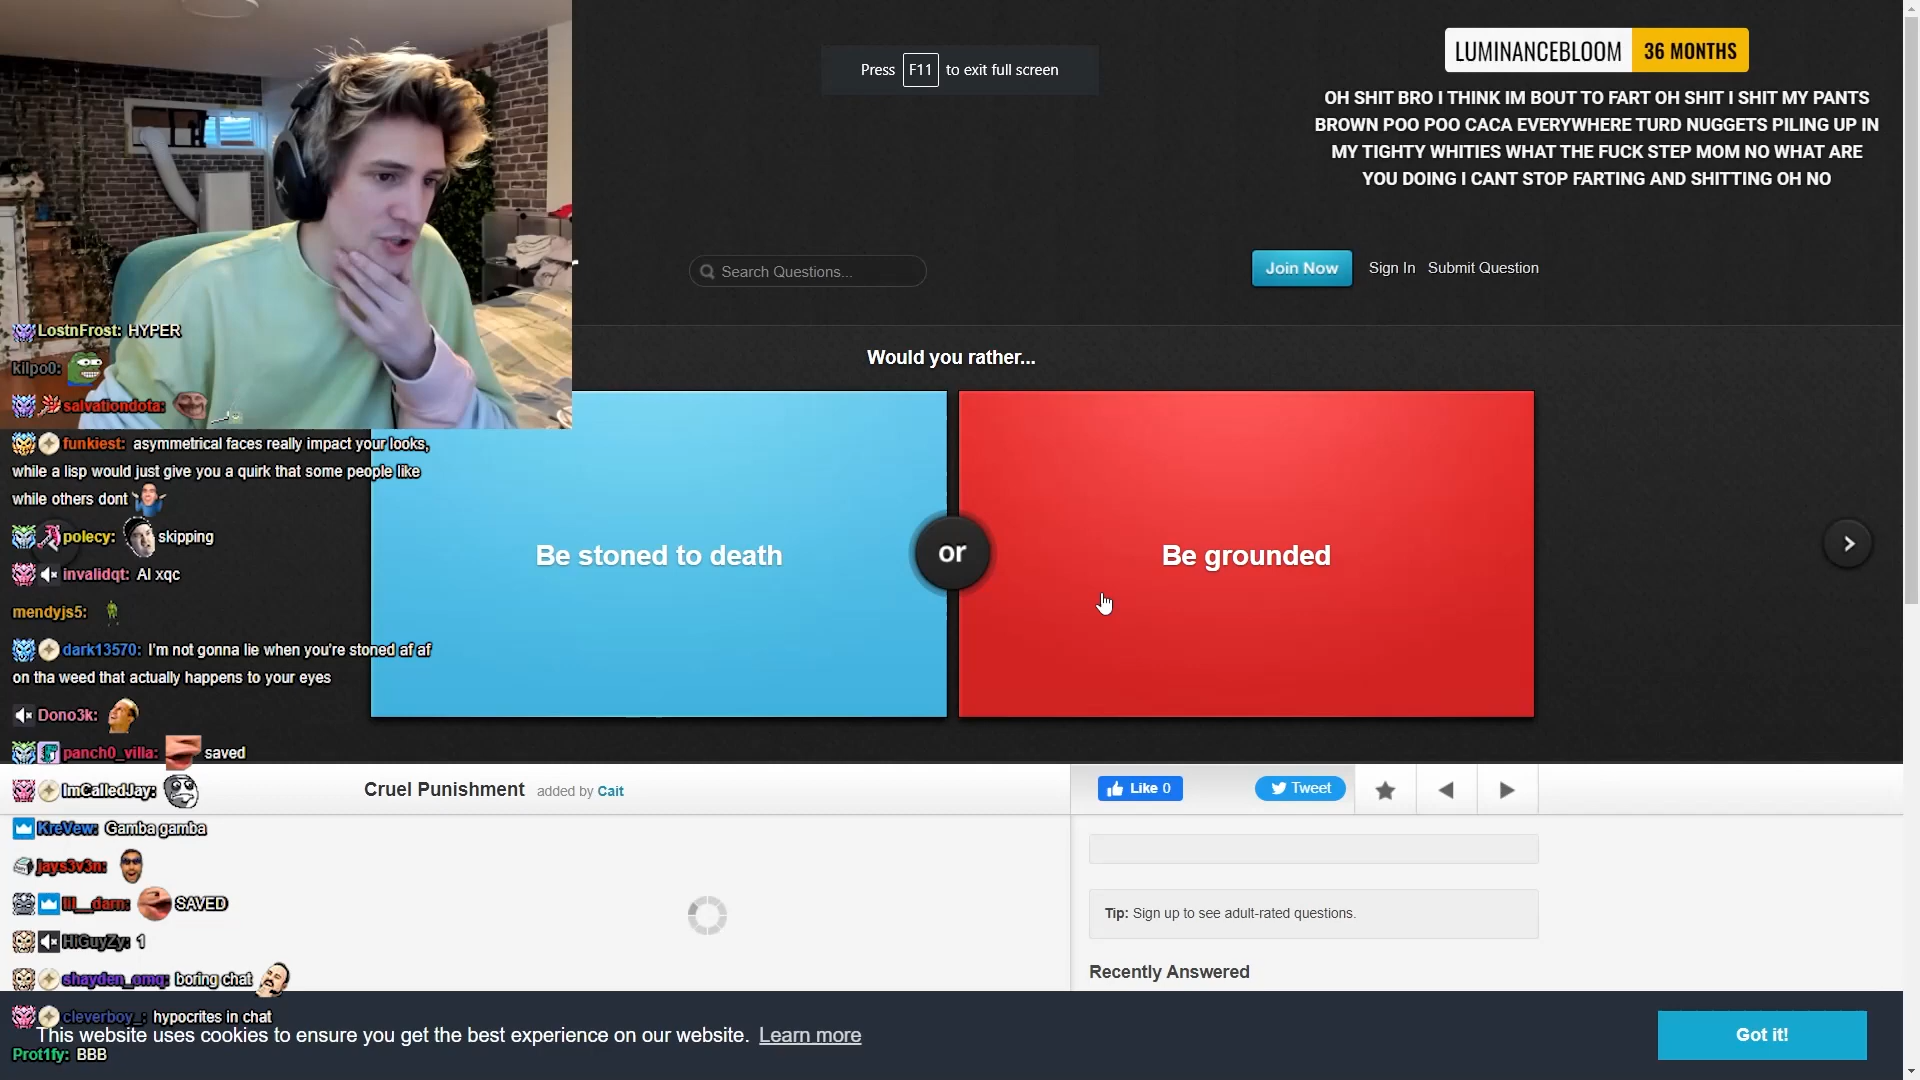 LUMINANCEBLOOM 36 MONTHS
OH SHIT BRO I THINK IM BOUT TO FART OH SHIT I SHIT MY PANTS
BROWN POO POO CACA EVERYWHERE TURD NUGGETS PILING UP IN
MY TIGHTY WHITIES WHAT THE FUCK STEP MOM NO WHAT ARE
YOU DOING I CANT STOP FARTING AND SHITTING OH NO
Press F11 to exit full screen
Search Questions...
Join Now Sign In Submit Question
Would you rather...
Be stoned to death
or
Be grounded
LostnFrost: HYPER
kilpo0:
salvationdota:
funkiest: asymmetrical faces really impact your looks,
while a lisp would just give you a quirk that some people like
while others dont
polecy: skipping
invalidqt: AI xqc
mendyjs5:
dark13570: I'm not gonna lie when you're stoned af af
on tha weed that actually happens to your eyes
Dono3k:
panch0_villa: saved
ImCalledJay:
KreVew: Gamba gamba
jays3v3n:
lil__darn: SAVED
HiGuyZy: 1
shayden_omg: boring chat
cleverboy_: hypocrites in chat
Prot1fy: BBB
Cruel Punishment added by Cait
Like 0
Tweet
Tip: Sign up to see adult-rated questions.
Recently Answered
This website uses cookies to ensure you get the best experience on our website. Learn more
Got it!